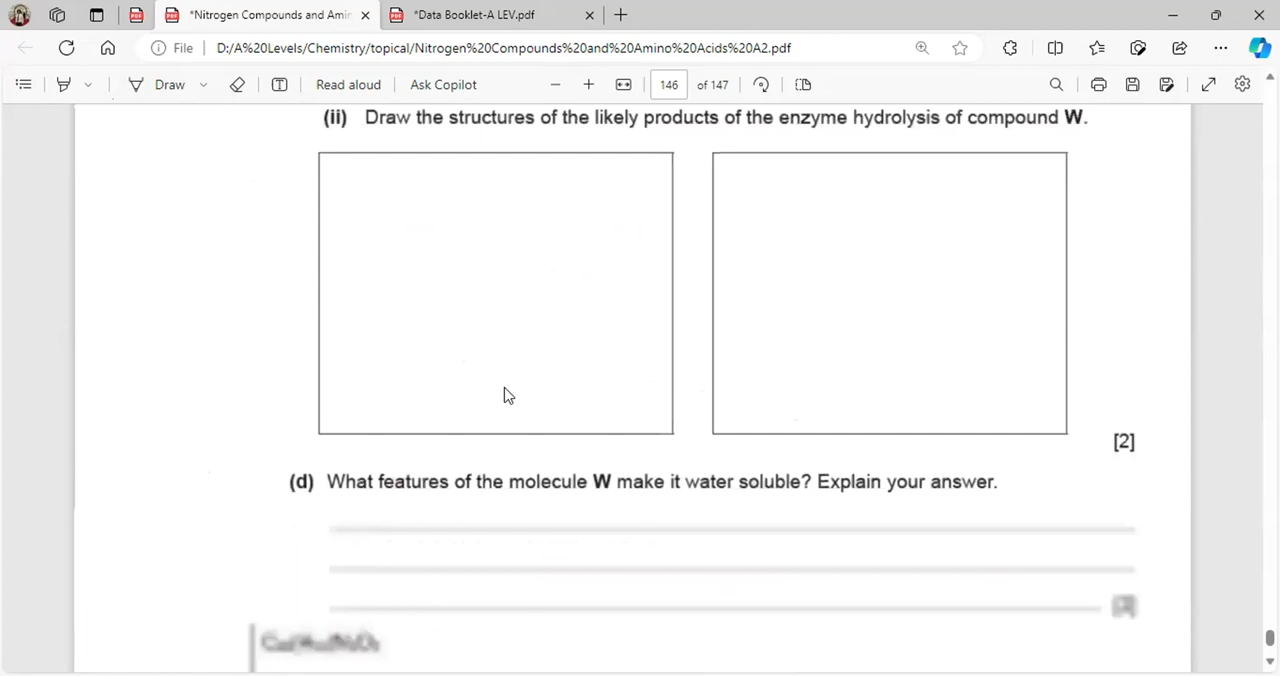 *Nitrogen Compounds and Amin
*Data Booklet-A LEV.pdf
File
D:/A%20Levels/Chemistry/topical/Nitrogen%20Compounds%20and%20Amino%20Acids%20A2.pdf
Draw
Read aloud
Ask Copilot
146 of 147
(ii) Draw the structures of the likely products of the enzyme hydrolysis of compound W.
[2]
(d) What features of the molecule W make it water soluble? Explain your answer.